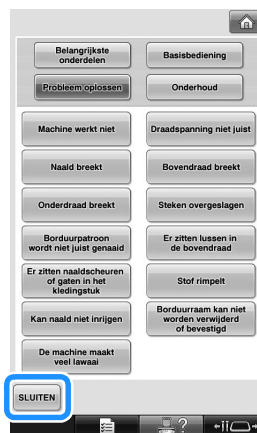 Belangrijkste
onderdelen
Basisbediening
Probleem oplossen
Onderhoud
Machine werkt niet
Draadspanning niet juist
Naald breekt
Bovendraad breekt
Onderdraad breekt
Steken overgeslagen
Borduurpatroon
wordt niet juist genaaid
Er zitten lussen in
de bovendraad
Er zitten naaldscheuren
of gaten in het
kledingstuk
Stof rimpelt
Kan naald niet inrijgen
Borduurraam kan niet
worden verwijderd
of bevestigd
De machine maakt
veel lawaai
SLUITEN
?